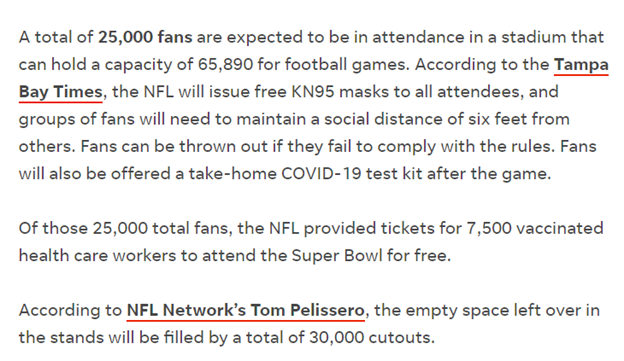 A total of 25,000 fans are expected to be in attendance in a stadium that
can hold a capacity of 65,890 for football games. According to the Tampa
Bay Times, the NFL will issue free KN95 masks to all attendees, and
groups of fans will need to maintain a social distance of six feet from
others. Fans can be thrown out if they fail to comply with the rules. Fans
will also be offered a take-home COVID-19 test kit after the game.
Of those 25,000 total fans, the NFL provided tickets for 7,500 vaccinated
health care workers to attend the Super Bowl for free.
According to NFL Network's Tom Pelissero, the empty space left over in
the stands will be filled by a total of 30,000 cutouts.